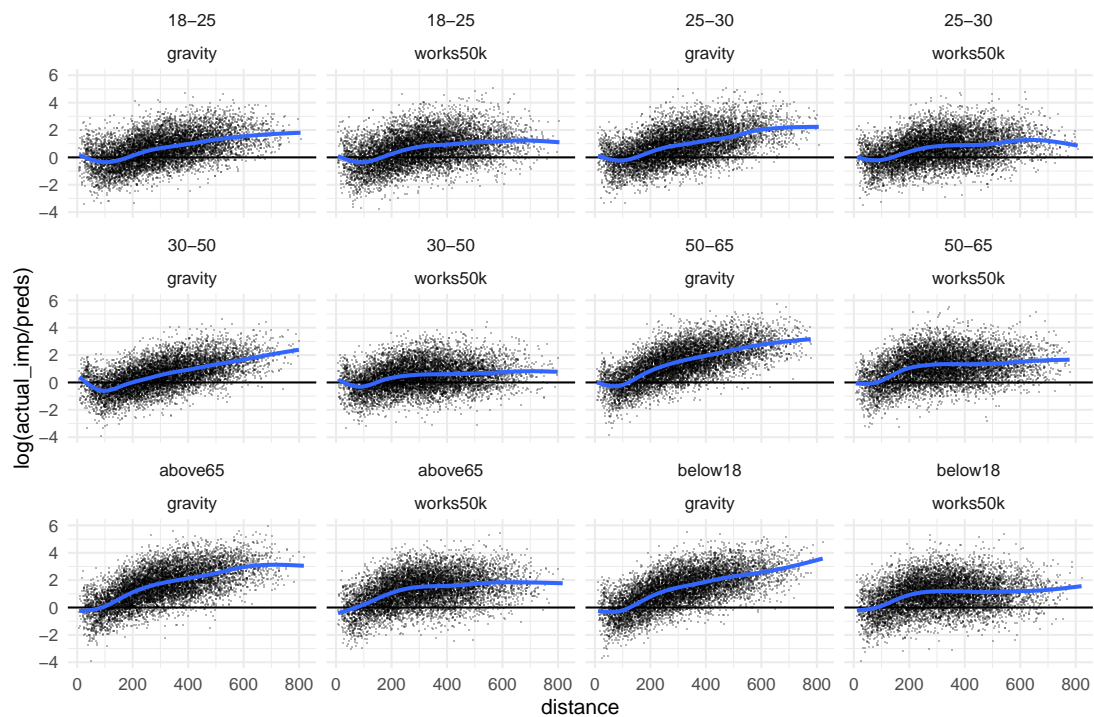 18−25 18−25 25−30 25−30
gravity works50k gravity works50k
6
4
2
0
−2
−4
30−50 30−50 50−65 50−65
gravity works50k gravity works50k
6
4
2
0
−2
−4
above65 above65 below18 below18
gravity works50k gravity works50k
6
4
2
0
−2
−4
0 200 400 600 800 0 200 400 600 800 0 200 400 600 800 0 200 400 600 800
distance
log(actual_imp/preds)